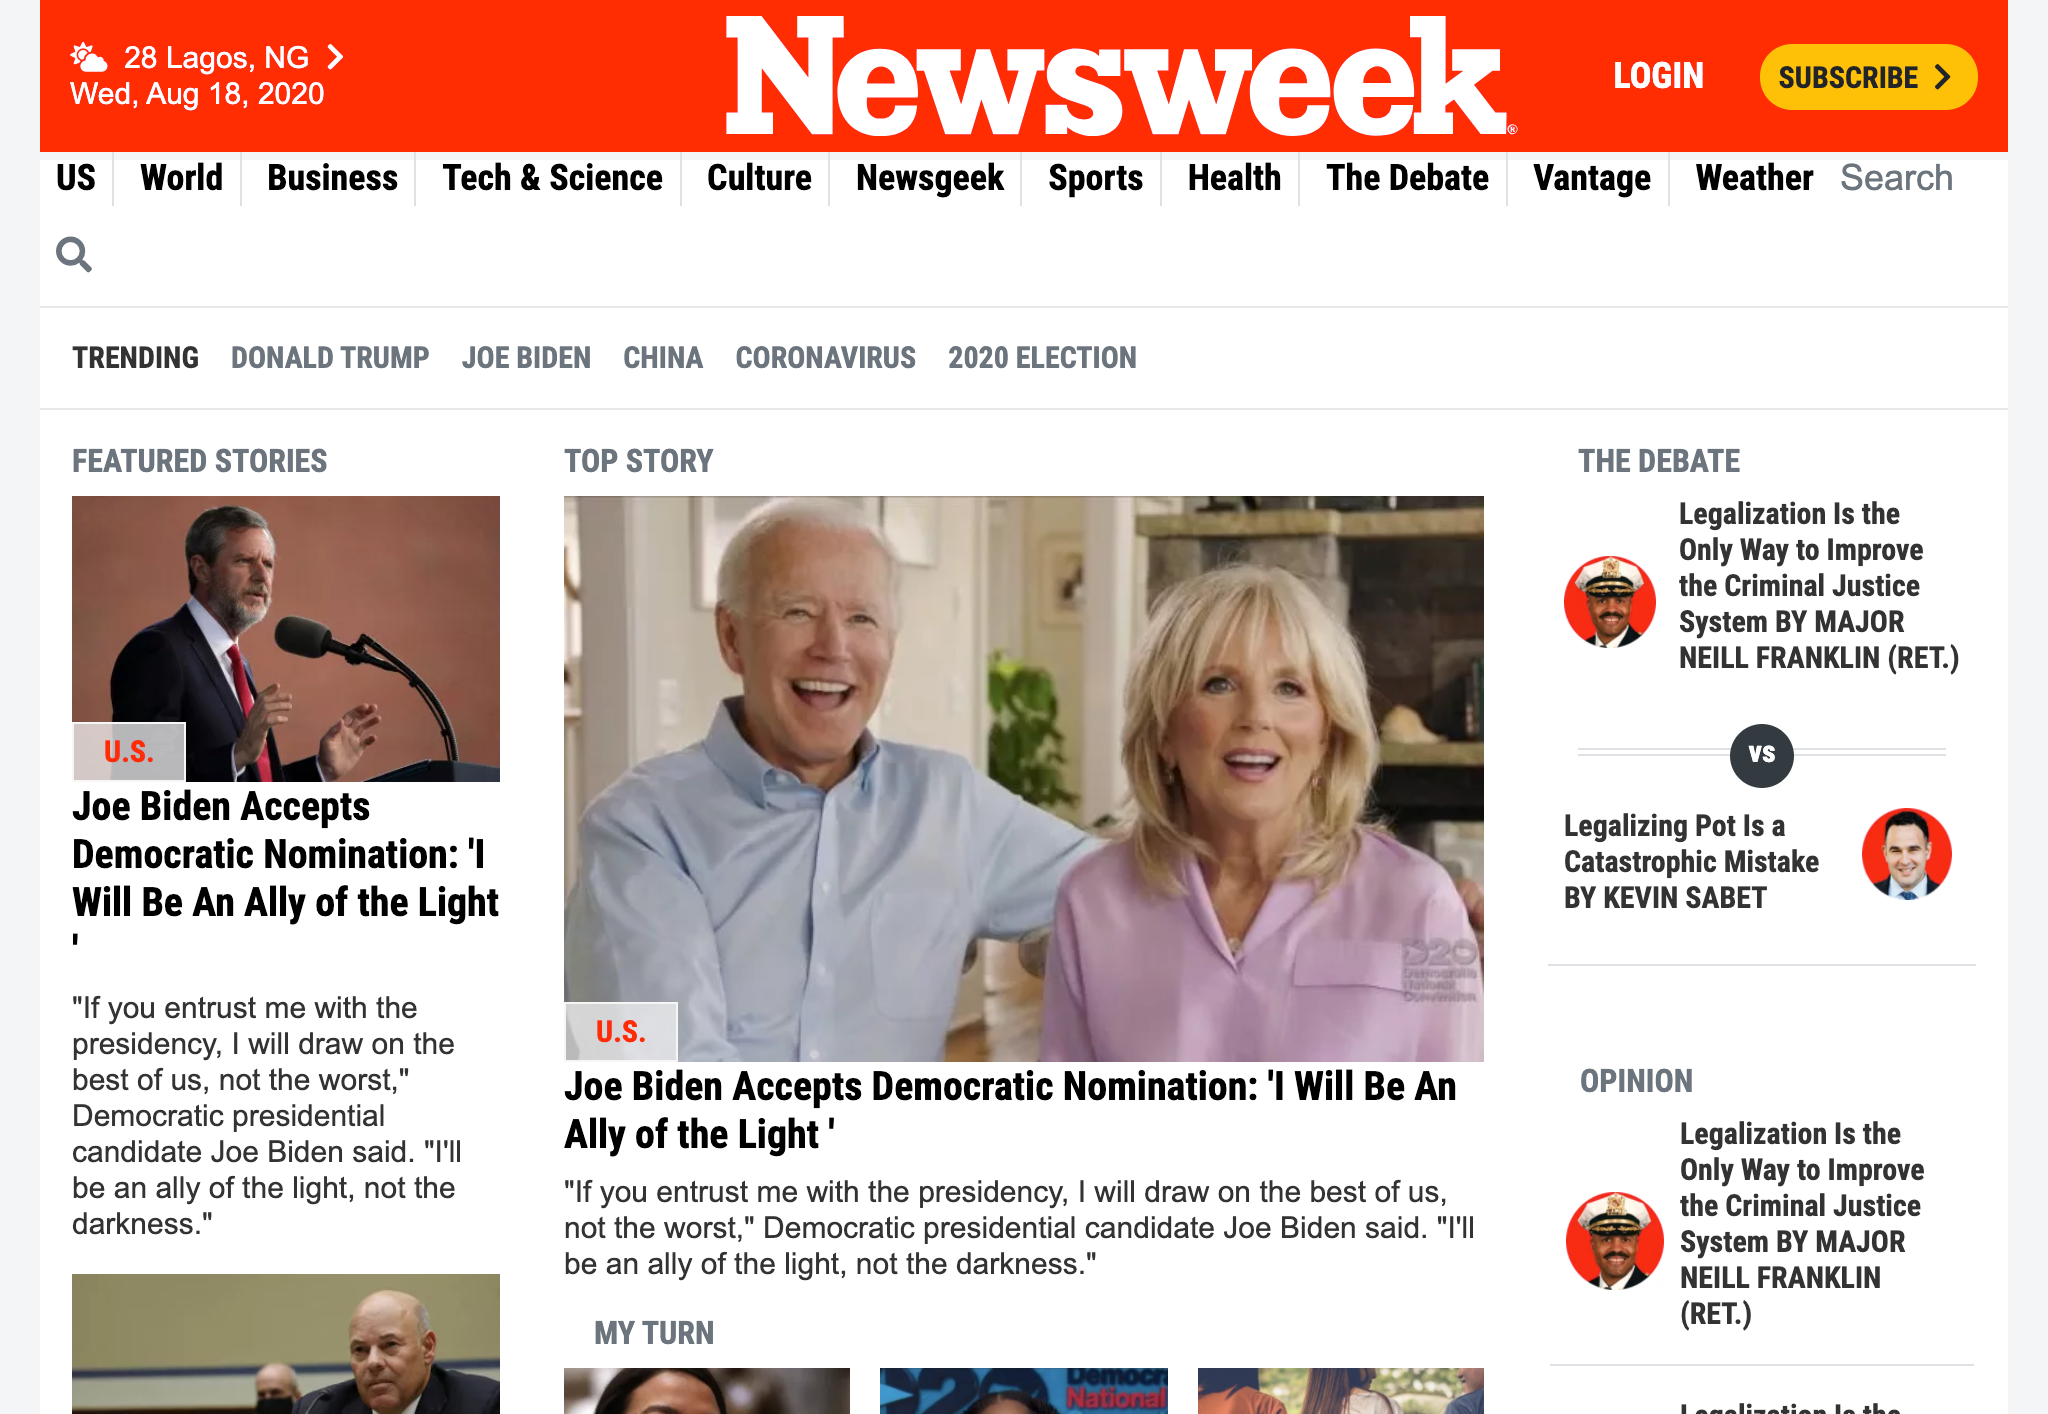 28 Lagos, NG
Wed, Aug 18, 2020
Newsweek®
LOGIN
SUBSCRIBE
US World Business Tech & Science Culture Newsgeek Sports Health The Debate Vantage Weather Search
TRENDING DONALD TRUMP JOE BIDEN CHINA CORONAVIRUS 2020 ELECTION
FEATURED STORIES
U.S.
Joe Biden Accepts
Democratic Nomination: 'I
Will Be An Ally of the Light
'
"If you entrust me with the
presidency, I will draw on the
best of us, not the worst,"
Democratic presidential
candidate Joe Biden said. "I'll
be an ally of the light, not the
darkness."
TOP STORY
Democratic
National
Convention
U.S.
Joe Biden Accepts Democratic Nomination: 'I Will Be An
Ally of the Light '
"If you entrust me with the presidency, I will draw on the best of us,
not the worst," Democratic presidential candidate Joe Biden said. "I'll
be an ally of the light, not the darkness."
MY TURN
National
THE DEBATE
Legalization Is the
Only Way to Improve
the Criminal Justice
System BY MAJOR
NEILL FRANKLIN (RET.)
VS
Legalizing Pot Is a
Catastrophic Mistake
BY KEVIN SABET
OPINION
Legalization Is the
Only Way to Improve
the Criminal Justice
System BY MAJOR
NEILL FRANKLIN
(RET.)
Legalization Is the